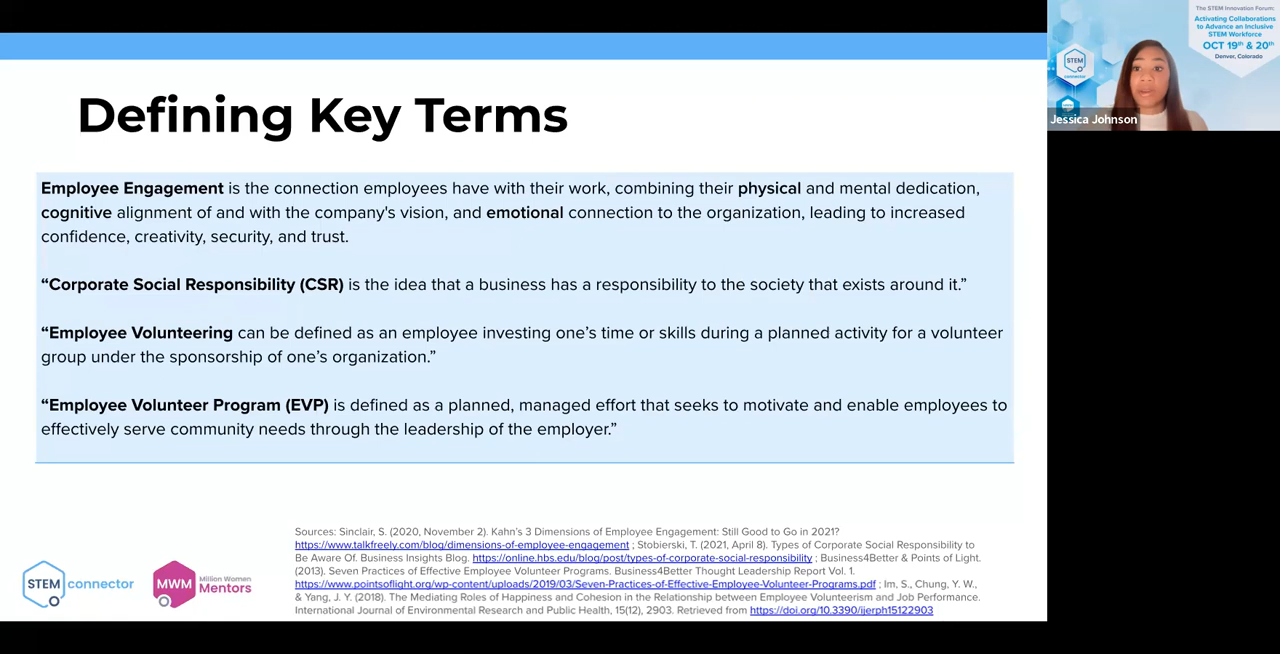 Defining Key Terms
Employee Engagement is the connection employees have with their work, combining their physical and mental dedication,
cognitive alignment of and with the company's vision, and emotional connection to the organization, leading to increased
confidence, creativity, security, and trust.
“Corporate Social Responsibility (CSR) is the idea that a business has a responsibility to the society that exists around it.”
“Employee Volunteering can be defined as an employee investing one’s time or skills during a planned activity for a volunteer
group under the sponsorship of one’s organization.”
“Employee Volunteer Program (EVP) is defined as a planned, managed effort that seeks to motivate and enable employees to
effectively serve community needs through the leadership of the employer.”
Sources: Sinclair, S. (2020, November 2). Kahn’s 3 Dimensions of Employee Engagement: Still Good to Go in 2021?
https://www.talkfreely.com/blog/dimensions-of-employee-engagement ; Stobierski, T. (2021, April 8). Types of Corporate Social Responsibility to
Be Aware Of. Business Insights Blog. https://online.hbs.edu/blog/post/types-of-corporate-social-responsibility ; Business4Better & Points of Light.
(2013). Seven Practices of Effective Employee Volunteer Programs. Business4Better Thought Leadership Report Vol. 1.
https://www.pointsoflight.org/wp-content/uploads/2019/03/Seven-Practices-of-Effective-Employee-Volunteer-Programs.pdf ; Im, S., Chung, Y. W.,
& Yang, J. Y. (2018). The Mediating Roles of Happiness and Cohesion in the Relationship between Employee Volunteerism and Job Performance.
International Journal of Environmental Research and Public Health, 15(12), 2903. Retrieved from https://doi.org/10.3390/ijerph15122903
STEM connector
MWM Million Women
Mentors
The STEM Innovation Forum:
Activating Collaborations
to Advance an Inclusive
STEM Workforce
OCT 19th & 20th
Denver, Colorado
STEM
connector
Jessica Johnson